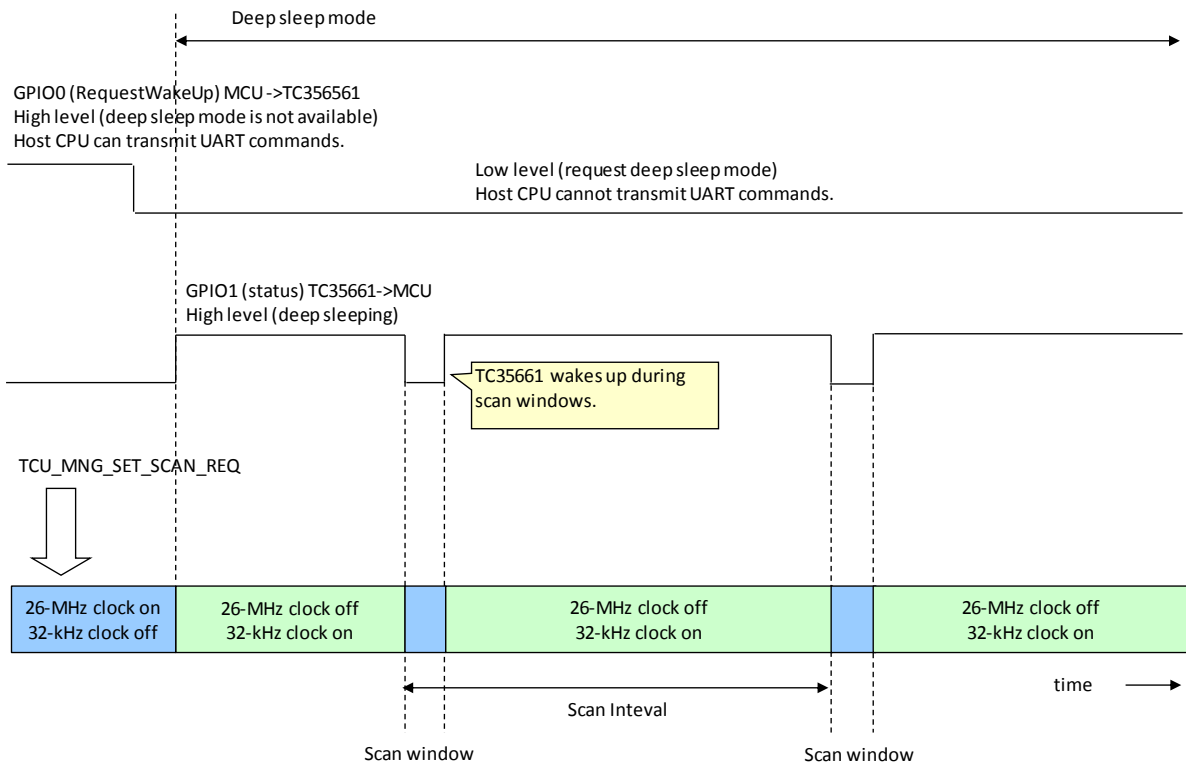 Deep sleep mode
GPIO0 (RequestWakeUp) MCU ->TC356561
High level (deep sleep mode is not available)
Host CPU can transmit UART commands.
Low level (request deep sleep mode)
Host CPU cannot transmit UART commands.
GPIO1 (status) TC35661->MCU
High level (deep sleeping)
TC35661 wakes up during
scan windows.
TCU_MNG_SET_SCAN_REQ
26-MHz clock on
32-kHz clock off
26-MHz clock off
32-kHz clock on
26-MHz clock off
32-kHz clock on
26-MHz clock off
32-kHz clock on
time
Scan Inteval
Scan window
Scan window